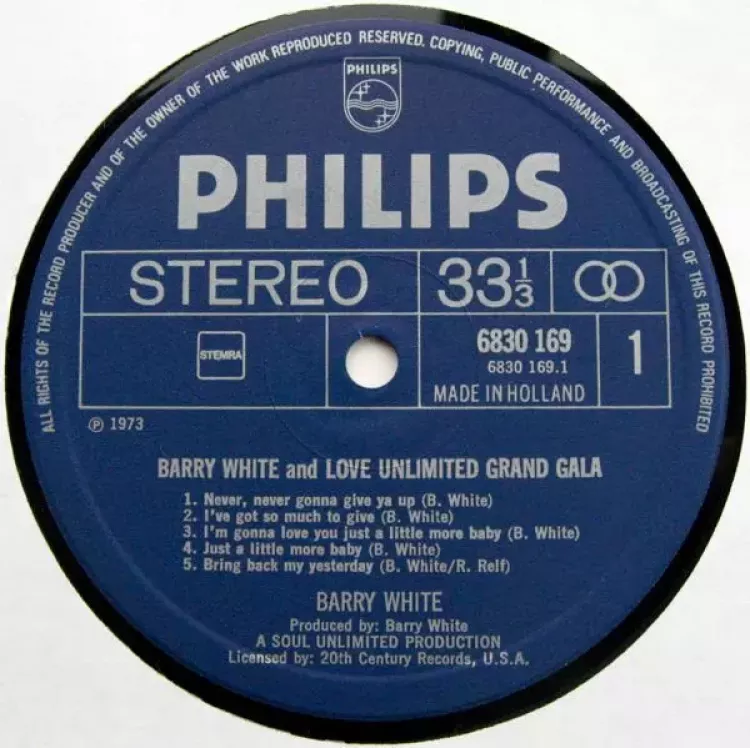 ALL RIGHTS OF THE RECORD PRODUCER AND OF THE OWNER OF THE WORK REPRODUCED RESERVED. COPYING, PUBLIC PERFORMANCE AND BROADCASTING OF THIS RECORD PROHIBITED
PHILIPS
PHILIPS
STEREO 33⅓
STEMRA 6830 169 1
6830 169.1
MADE IN HOLLAND
Ⓟ 1973
BARRY WHITE and LOVE UNLIMITED GRAND GALA
1. Never, never gonna give ya up (B. White)
2. I've got so much to give (B. White)
3. I'm gonna love you just a little more baby (B. White)
4. Just a little more baby (B. White)
5. Bring back my yesterday (B. White/R. Relf)
BARRY WHITE
Produced by: Barry White
A SOUL UNLIMITED PRODUCTION
Licensed by: 20th Century Records, U.S.A.